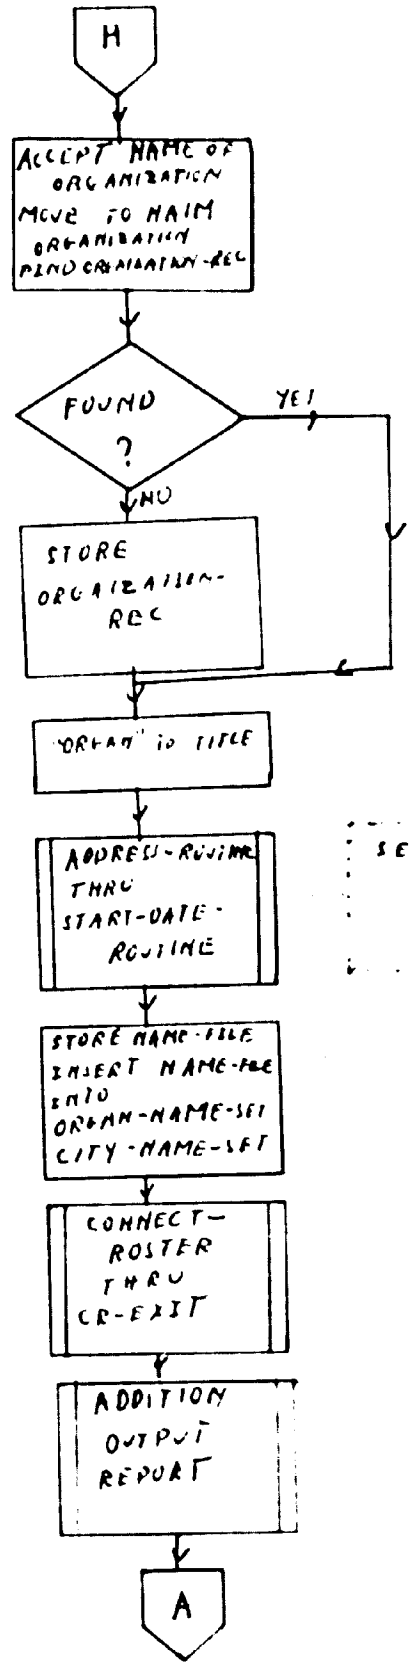 H
ACCEPT NAME OF
ORGANIZATION
MOVE TO NAIM
ORGANIZATION
FIND ORGANIZATION-REC
FOUND
?
YES
NO
STORE
ORGANIZATION-
REC
"ORGAN" TO TITLE
ADDRESS-ROUTINE
THRU
START-DATE-
ROUTINE
SE
STORE NAME-FILE
INSERT NAME-FILE
INTO
ORGAN-NAME-SET
CITY-NAME-SET
CONNECT-
ROSTER
THRU
CR-EXIT
ADDITION
OUTPUT
REPORT
A